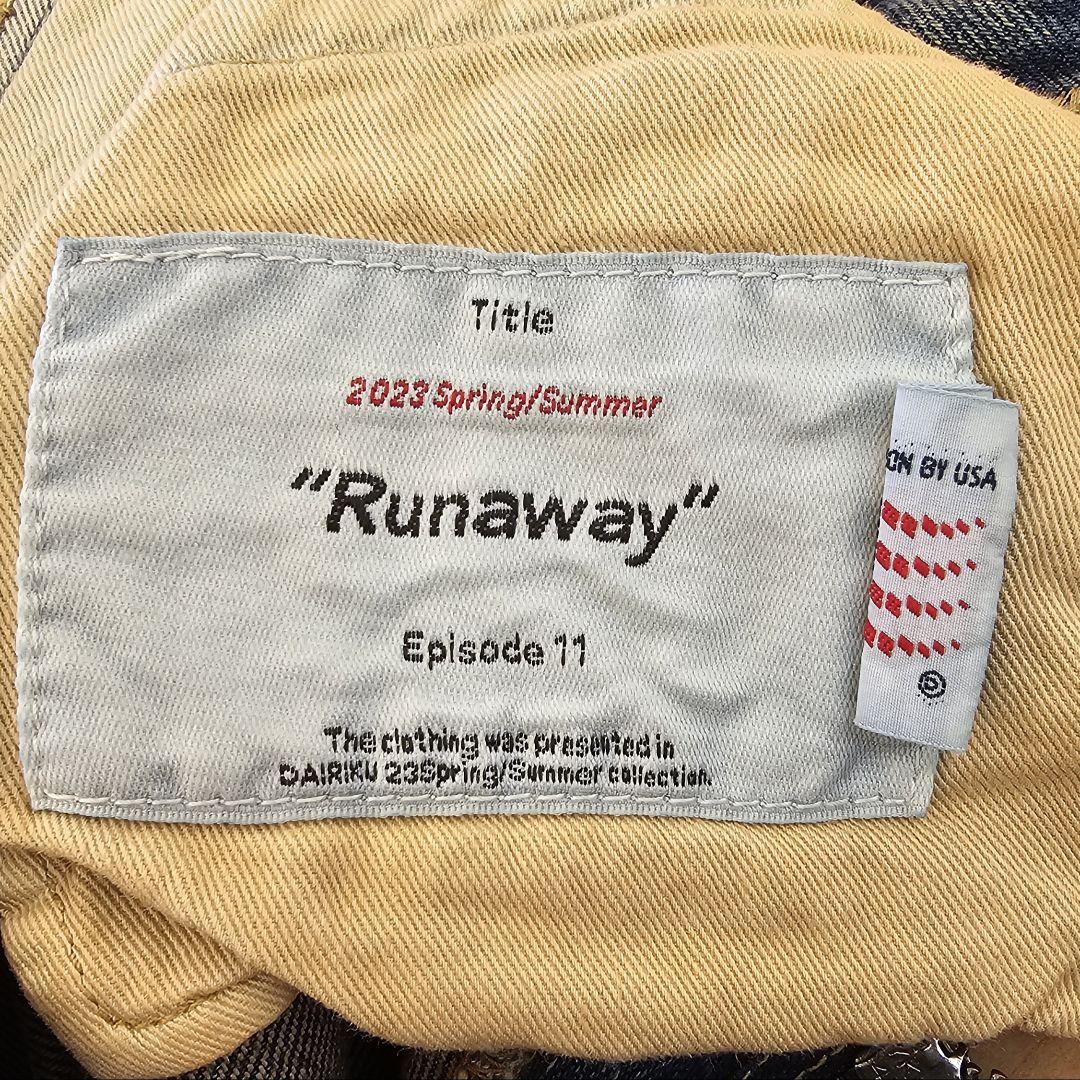 Title
2023 Spring/Summer
"Runaway"
Episode 11
The clothing was presented in
DAIRIKU 23Spring/Summer collection.
ON BY USA